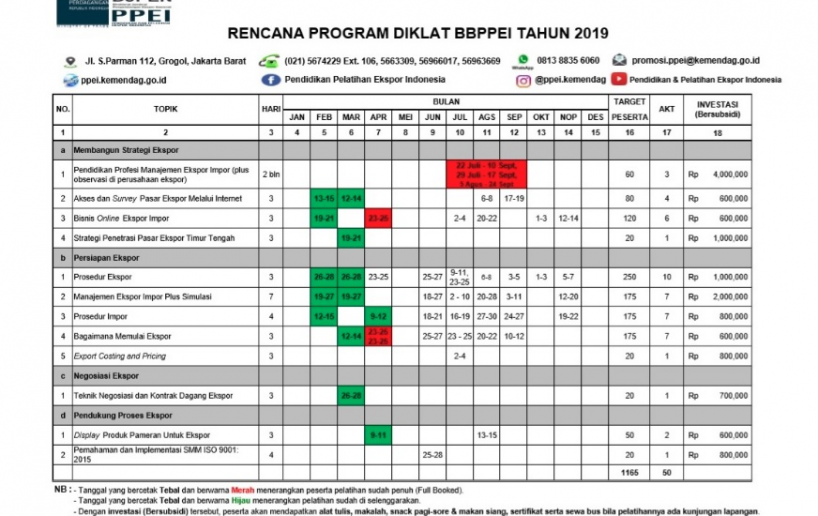 PERDAGANGAN
PPEI
RENCANA PROGRAM DIKLAT BBPPEI TAHUN 2019
Jl. S.Parman 112, Grogol, Jakarta Barat (021) 5674229 Ext. 106, 5663309, 56966017, 56963669 WhatsApp 0813 8835 6060 promosi.ppei@kemendag.go.id
ppei.kemendag.go.id Pendidikan Pelatihan Ekspor Indonesia @ppei.kemendag Pendidikan & Pelatihan Ekspor Indonesia
NO. TOPIK HARI BULAN TARGET PESERTA AKT INVESTASI (Bersubsidi)
JAN FEB MAR APR MEI JUN JUL AGS SEP OKT NOP DES
1 2 3 4 5 6 7 8 9 10 11 12 13 14 15 16 17 18
a Membangun Strategi Ekspor
1 Pendidikan Profesi Manajemen Ekspor Impor (plus observasi di perusahaan ekspor) 2 bln 22 Juli - 10 Sept, 29 Juli - 17 Sept, 5 Agus - 24 Sept 60 3 Rp 4,000,000
2 Akses dan Survey Pasar Ekspor Melalui Internet 3 13-15 12-14 6-8 17-19 80 4 Rp 600,000
3 Bisnis Online Ekspor Impor 3 19-21 23-25 2-4 20-22 1-3 12-14 120 6 Rp 600,000
4 Strategi Penetrasi Pasar Ekspor Timur Tengah 3 19-21 20 1 Rp 1,000,000
b Persiapan Ekspor
1 Prosedur Ekspor 3 26-28 26-28 23-25 25-27 9-11, 23-25 6-8 3-5 1-3 5-7 250 10 Rp 1,000,000
2 Manajemen Ekspor Impor Plus Simulasi 7 19-27 19-27 18-27 2 - 10 20-28 3-11 12-20 175 7 Rp 2,000,000
3 Prosedur Impor 4 12-15 9-12 18-21 16-19 27-30 24-27 19-22 175 7 Rp 800,000
4 Bagaimana Memulai Ekspor 3 12-14 23-25 23-25 25-27 23 - 25 20-22 10-12 175 7 Rp 600,000
5 Export Costing and Pricing 3 2-4 20 1 Rp 800,000
c Negosiasi Ekspor
1 Teknik Negosiasi dan Kontrak Dagang Ekspor 3 26-28 20 1 Rp 700,000
d Pendukung Proses Ekspor
1 Display Produk Pameran Untuk Ekspor 3 9-11 13-15 50 2 Rp 600,000
2 Pemahaman dan Implementasi SMM ISO 9001: 2015 4 25-28 20 1 Rp 800,000
1165 50
NB : - Tanggal yang bercetak Tebal dan berwarna Merah menerangkan peserta pelatihan sudah penuh (Full Booked).
- Tanggal yang bercetak Tebal dan berwarna Hijau menerangkan pelatihan sudah di selenggarakan.
- Dengan investasi (Bersubsidi) tersebut, peserta akan mendapatkan alat tulis, makalah, snack pagi-sore & makan siang, sertifikat serta sewa bus bila pelatihannya ada kunjungan lapangan.